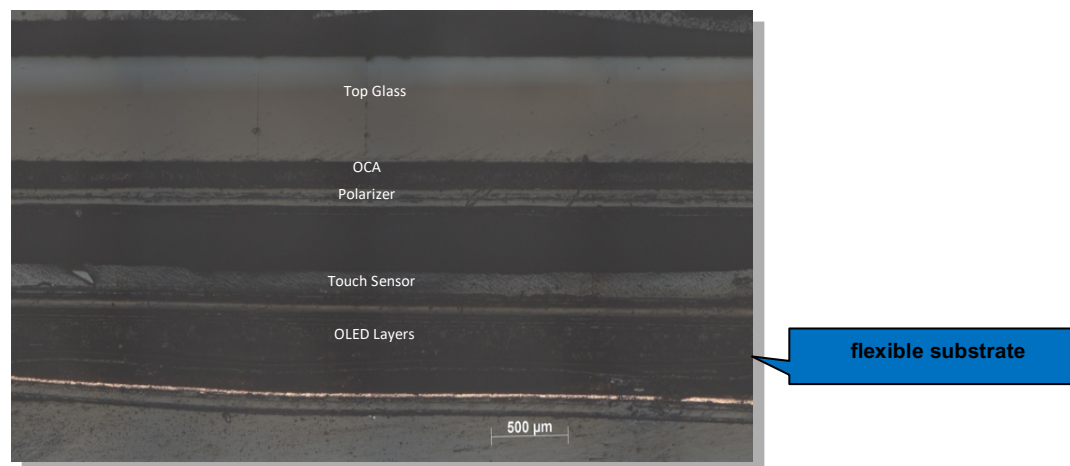 Top Glass
OCA
Polarizer
Touch Sensor
OLED Layers
flexible substrate
500 µm